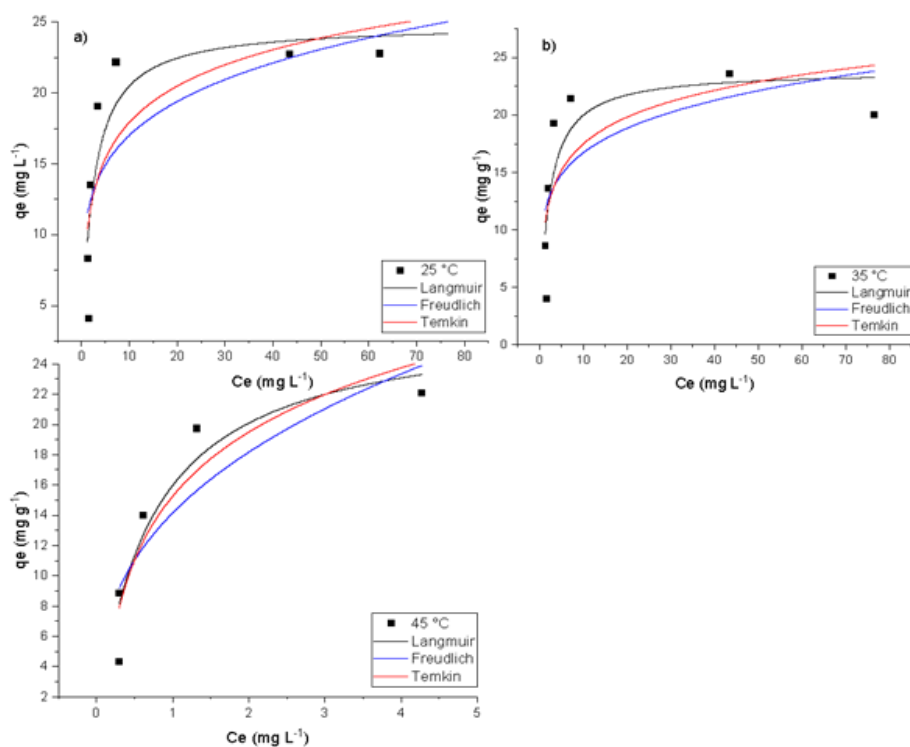 a)
25
20
15
10
5
qe (mg L⁻¹)
0 10 20 30 40 50 60 70 80
Ce (mg L⁻¹)
25 °C
Langmuir
Freudlich
Temkin
b)
25
20
15
10
5
0
qe (mg g⁻¹)
0 10 20 30 40 50 60 70 80
Ce (mg L⁻¹)
35 °C
Langmuir
Freudlich
Temkin
24
22
20
18
16
14
12
10
8
6
4
2
qe (mg g⁻¹)
0 1 2 3 4 5
Ce (mg L⁻¹)
45 °C
Langmuir
Freudlich
Temkin